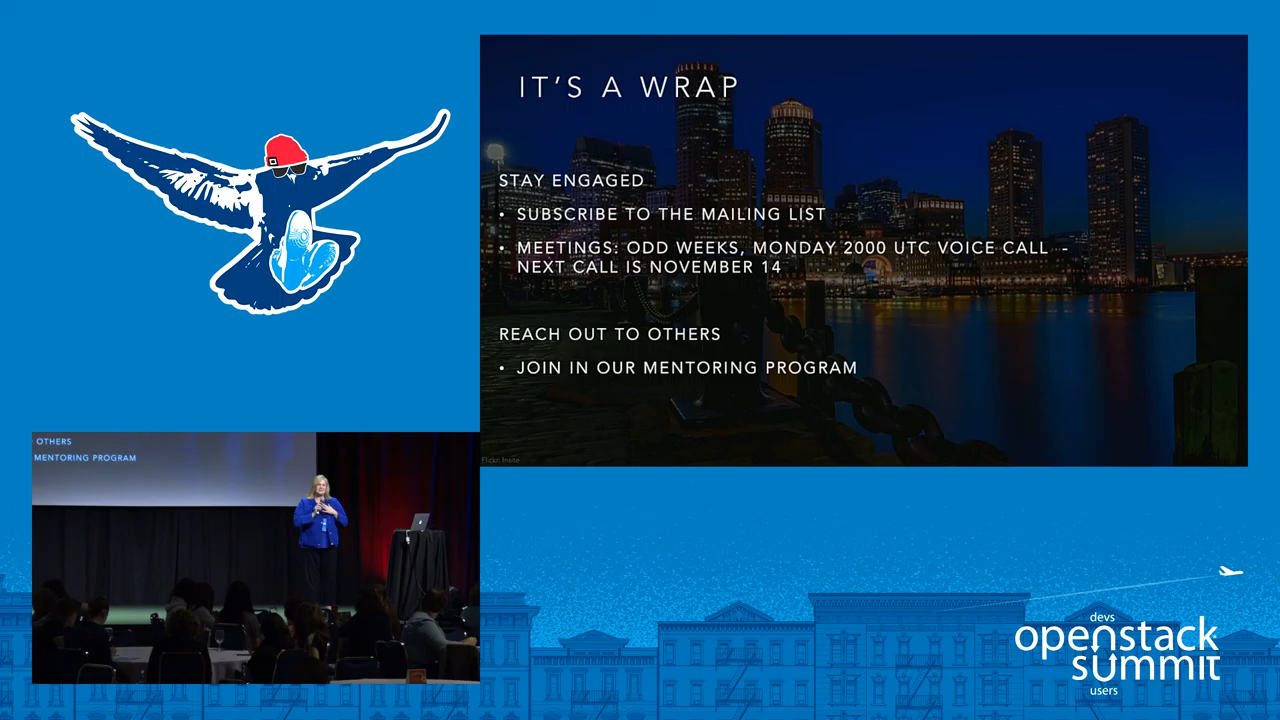 IT'S A WRAP
STAY ENGAGED
• SUBSCRIBE TO THE MAILING LIST
• MEETINGS: ODD WEEKS, MONDAY 2000 UTC VOICE CALL -
NEXT CALL IS NOVEMBER 14
REACH OUT TO OTHERS
• JOIN IN OUR MENTORING PROGRAM
Flickr: Insite
OTHERS
MENTORING PROGRAM
devs
openstack
summit
users